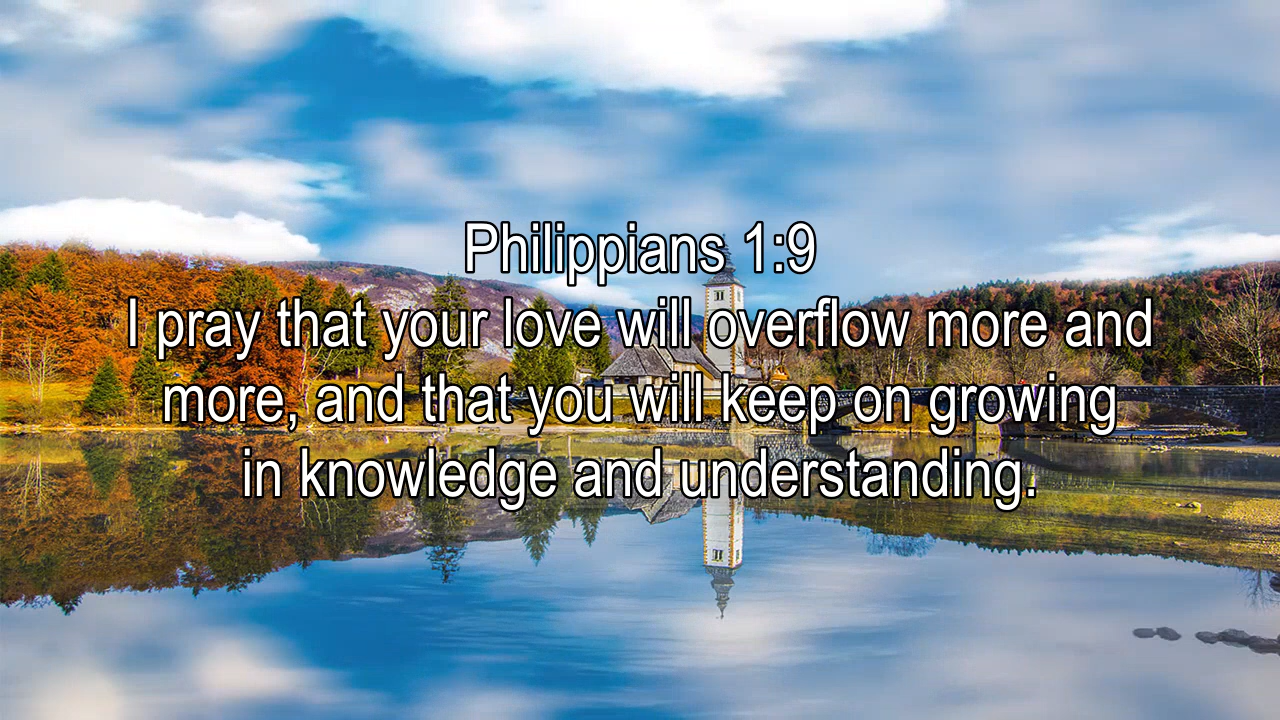 Philippians 1:9
I pray that your love will overflow more and
more, and that you will keep on growing
in knowledge and understanding.